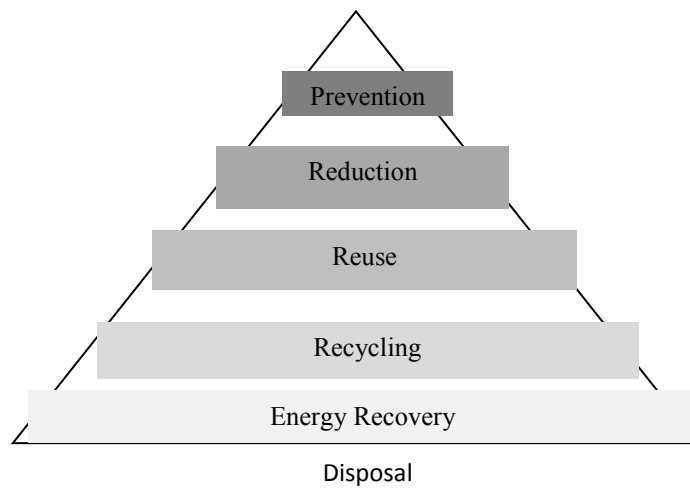 Prevention
Reduction
Reuse
Recycling
Energy Recovery
Disposal